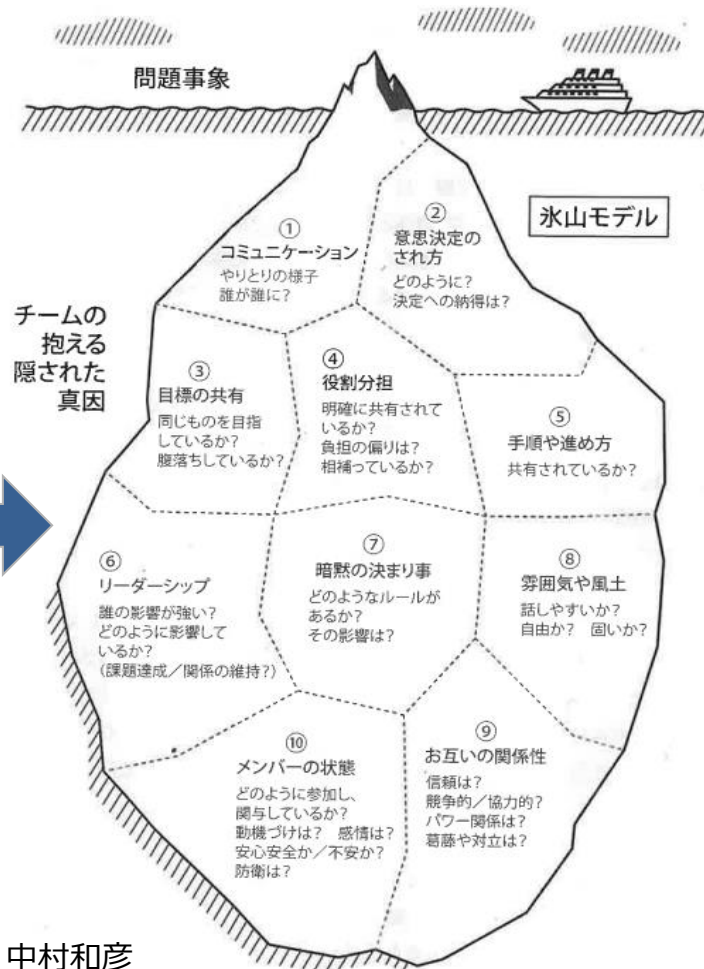 問題事象
氷山モデル
チームの
抱える
隠された
真因
①
コミュニケーション
やりとりの様子
誰が誰に？
②
意思決定の
され方
どのように？
決定への納得は？
③
目標の共有
同じものを目指
しているか？
腹落ちしているか？
④
役割分担
明確に共有されて
いるか？
負担の偏りは？
相補っているか？
⑤
手順や進め方
共有されているか？
⑥
リーダーシップ
誰の影響が強い？
どのように影響して
いるか？
（課題達成／関係の維持？）
⑦
暗黙の決まり事
どのようなルールが
あるか？
その影響は？
⑧
雰囲気や風土
話しやすいか？
自由か？ 固いか？
⑨
お互いの関係性
信頼は？
競争的／協力的？
パワー関係は？
葛藤や対立は？
⑩
メンバーの状態
どのように参加し、
関与しているか？
動機づけは？ 感情は？
安心安全か／不安か？
防衛は？
中村和彦